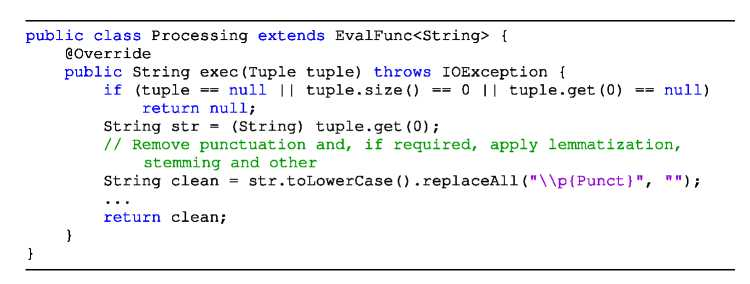 public class Processing extends EvalFunc<String> {
@Override
public String exec(Tuple tuple) throws IOException {
if (tuple == null || tuple.size() == 0 || tuple.get(0) == null)
return null;
String str = (String) tuple.get(0);
// Remove punctuation and, if required, apply lemmatization,
stemming and other
String clean = str.toLowerCase().replaceAll("\\p{Punct}", "");
...
return clean;
}
}